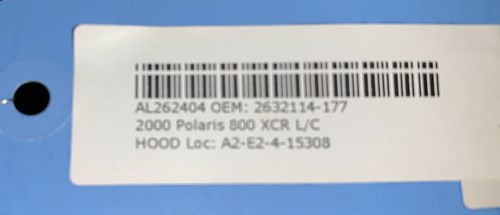 AL262404 OEM: 2632114-177
2000 Polaris 800 XCR L/C
HOOD Loc: A2-E2-4-15308